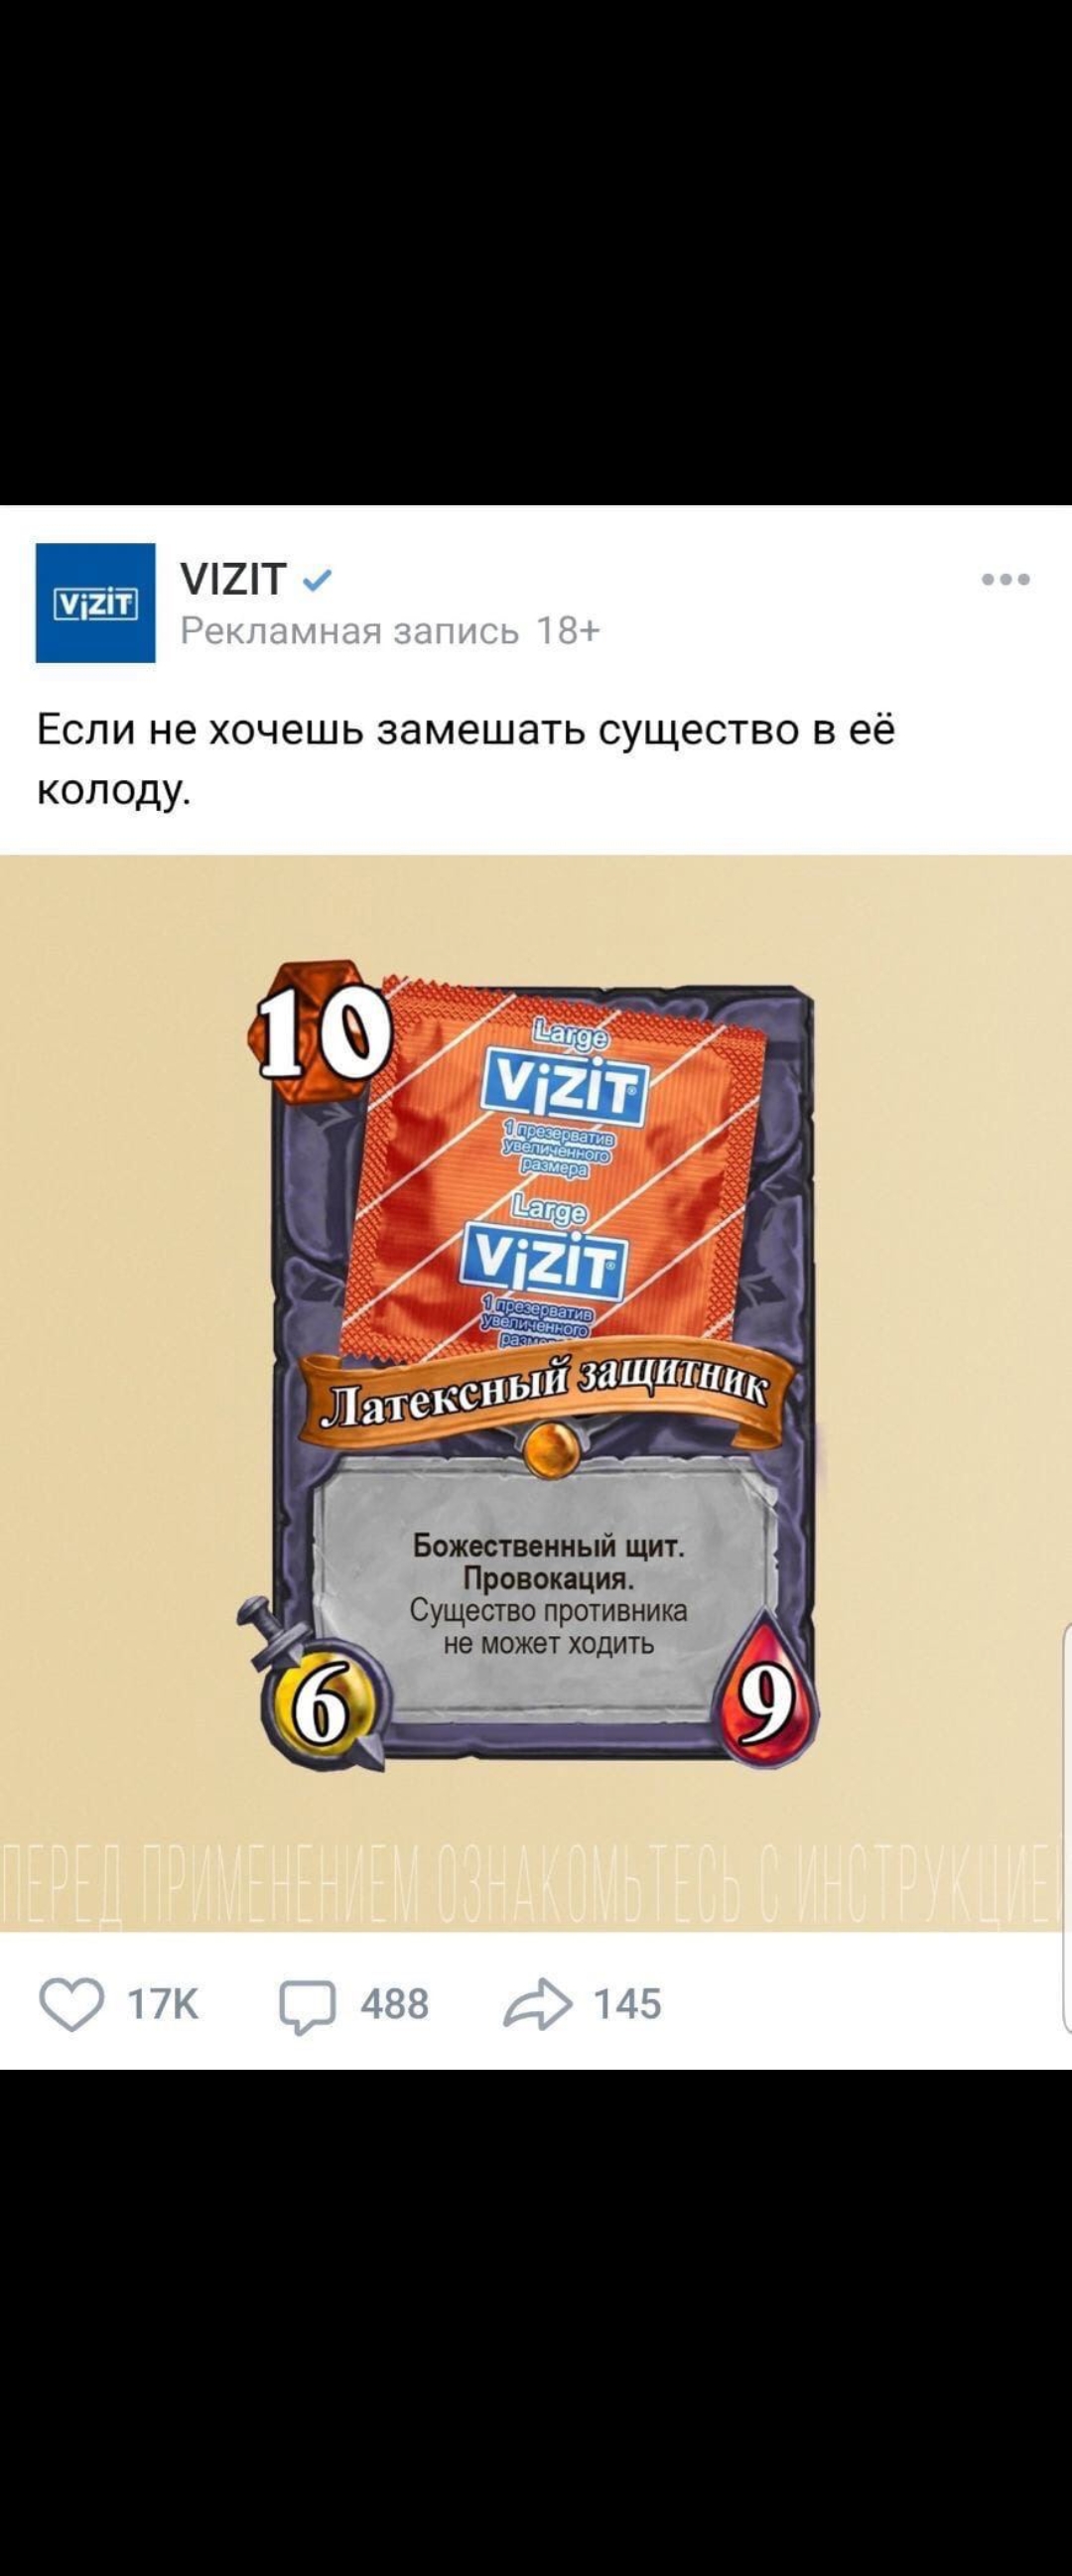 VIZIT
ViZiT
Рекламная запись 18+
Если не хочешь замешать существо в её
колоду.
10
Large
ViZiT
1 презерватив
увеличенного
размера
Large
ViZiT
1 презерватив
увеличенного
Латексный защитник
Божественный щит.
Провокация.
Существо противника
не может ходить
6
9
ПЕРЕД ПРИМЕНЕНИЕМ ОЗНАКОМЬТЕСЬ С ИНСТРУКЦИЕ
17K 488 145